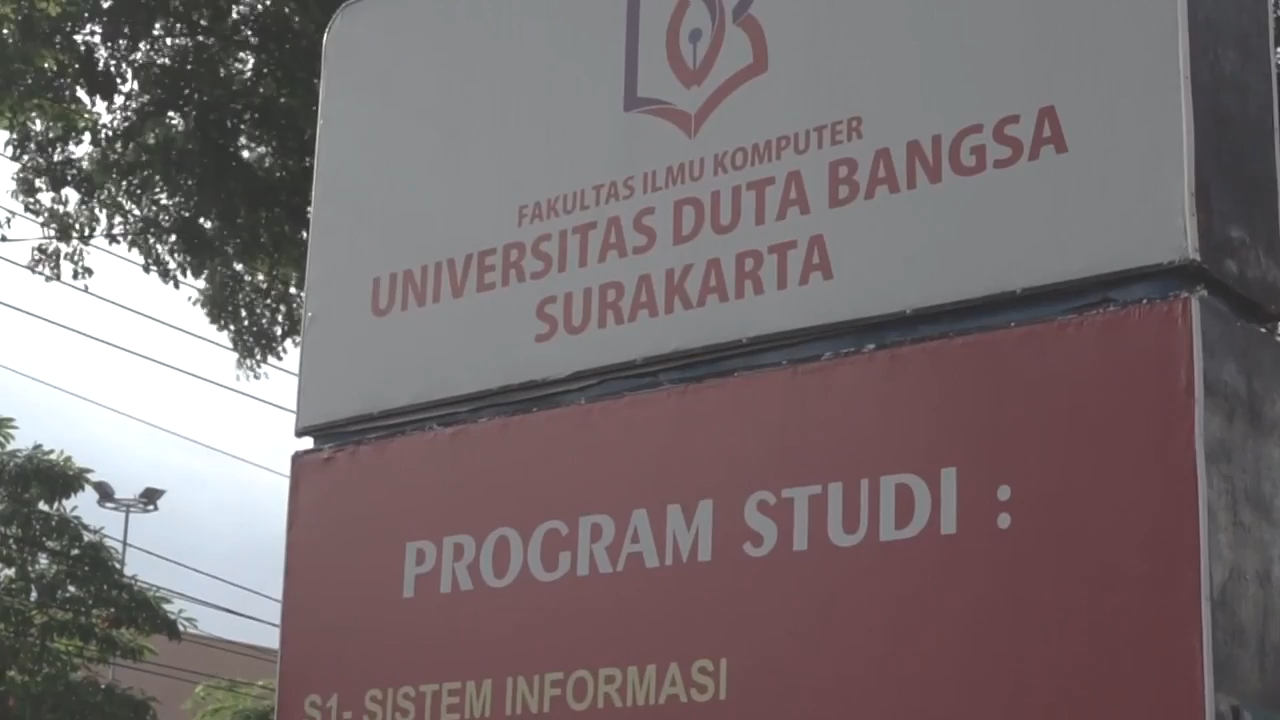 FAKULTAS ILMU KOMPUTER
UNIVERSITAS DUTA BANGSA
SURAKARTA
PROGRAM STUDI :
S1- SISTEM INFORMASI